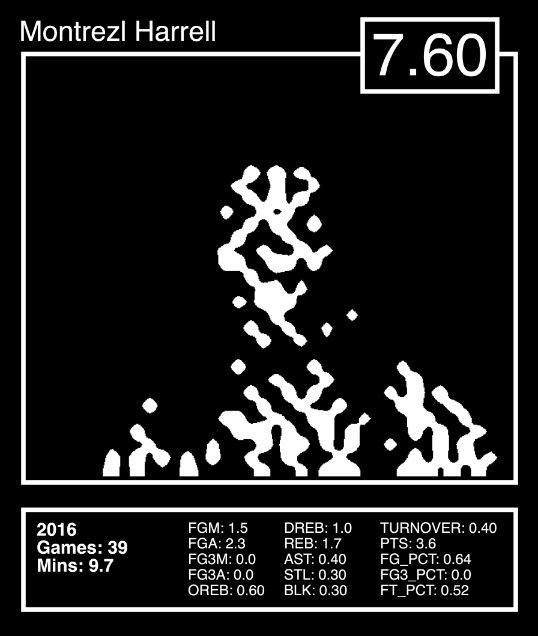 Montrezl Harrell
7.60
2016
Games: 39
Mins: 9.7
FGM: 1.5
FGA: 2.3
FG3M: 0.0
FG3A: 0.0
OREB: 0.60
DREB: 1.0
REB: 1.7
AST: 0.40
STL: 0.30
BLK: 0.30
TURNOVER: 0.40
PTS: 3.6
FG_PCT: 0.64
FG3_PCT: 0.0
FT_PCT: 0.52